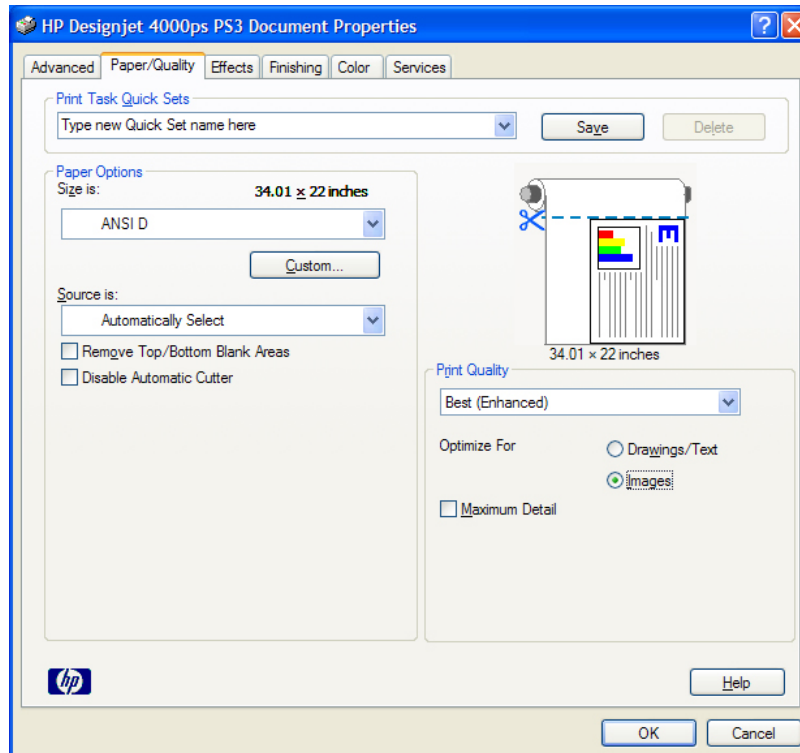 HP Designjet 4000ps PS3 Document Properties
Advanced Paper/Quality Effects Finishing Color Services
Print Task Quick Sets
Type new Quick Set name here Save Delete
Paper Options
Size is: 34.01 x 22 inches
ANSI D
Custom...
Source is:
Automatically Select
Remove Top/Bottom Blank Areas
Disable Automatic Cutter
E
34.01 × 22 inches
Print Quality
Best (Enhanced)
Optimize For Drawings/Text
Images
Maximum Detail
hp Help
OK Cancel